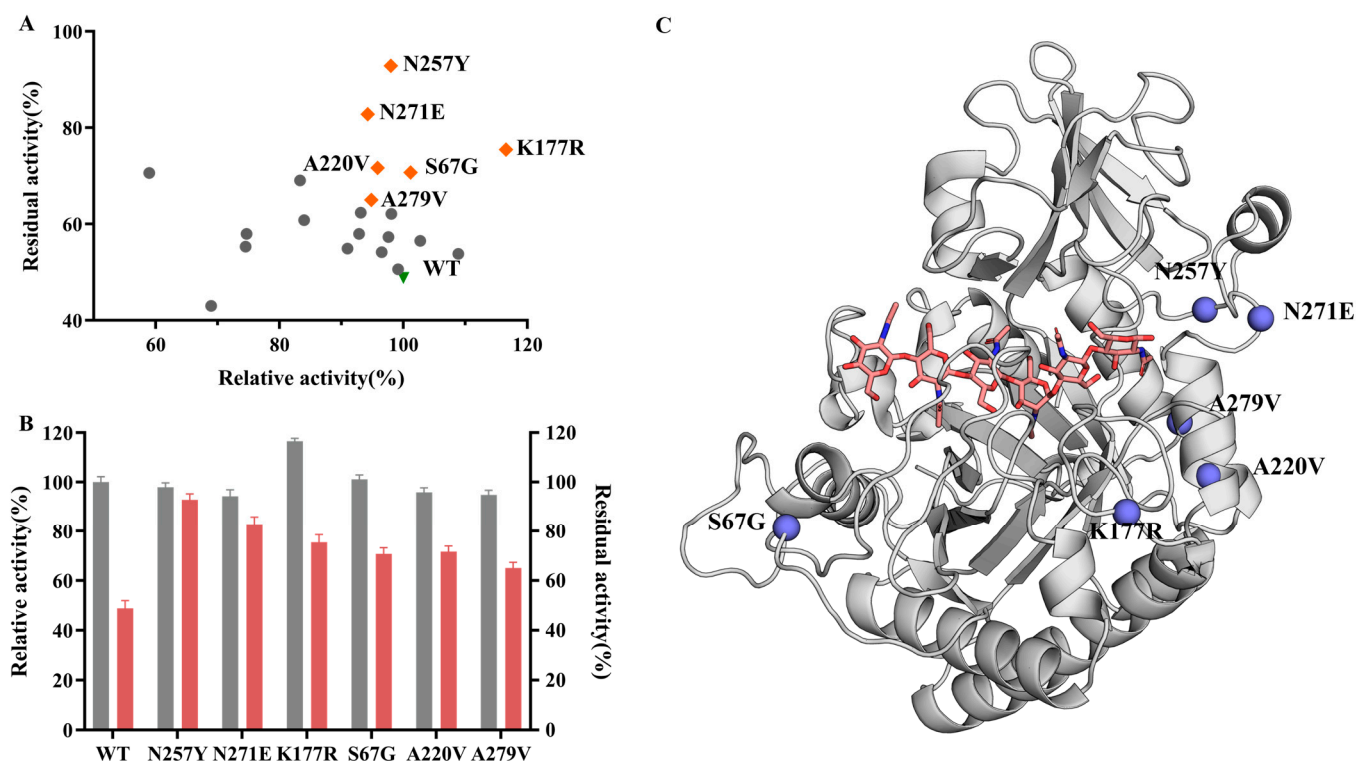 A
Residual activity(%)
100
80
60
40
N257Y
N271E
K177R
A220V
S67G
A279V
WT
60
80
100
120
Relative activity(%)
B
Relative activity(%)
120
100
80
60
40
20
0
120
100
80
60
40
20
0
Residual activity(%)
WT N257Y N271E K177R S67G A220V A279V
C
N257Y
N271E
A279V
A220V
S67G
K177R